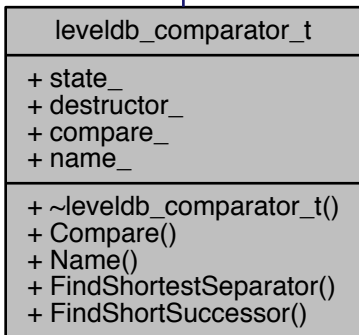 leveldb_comparator_t
+ state_
+ destructor_
+ compare_
+ name_
+ ~leveldb_comparator_t()
+ Compare()
+ Name()
+ FindShortestSeparator()
+ FindShortSuccessor()